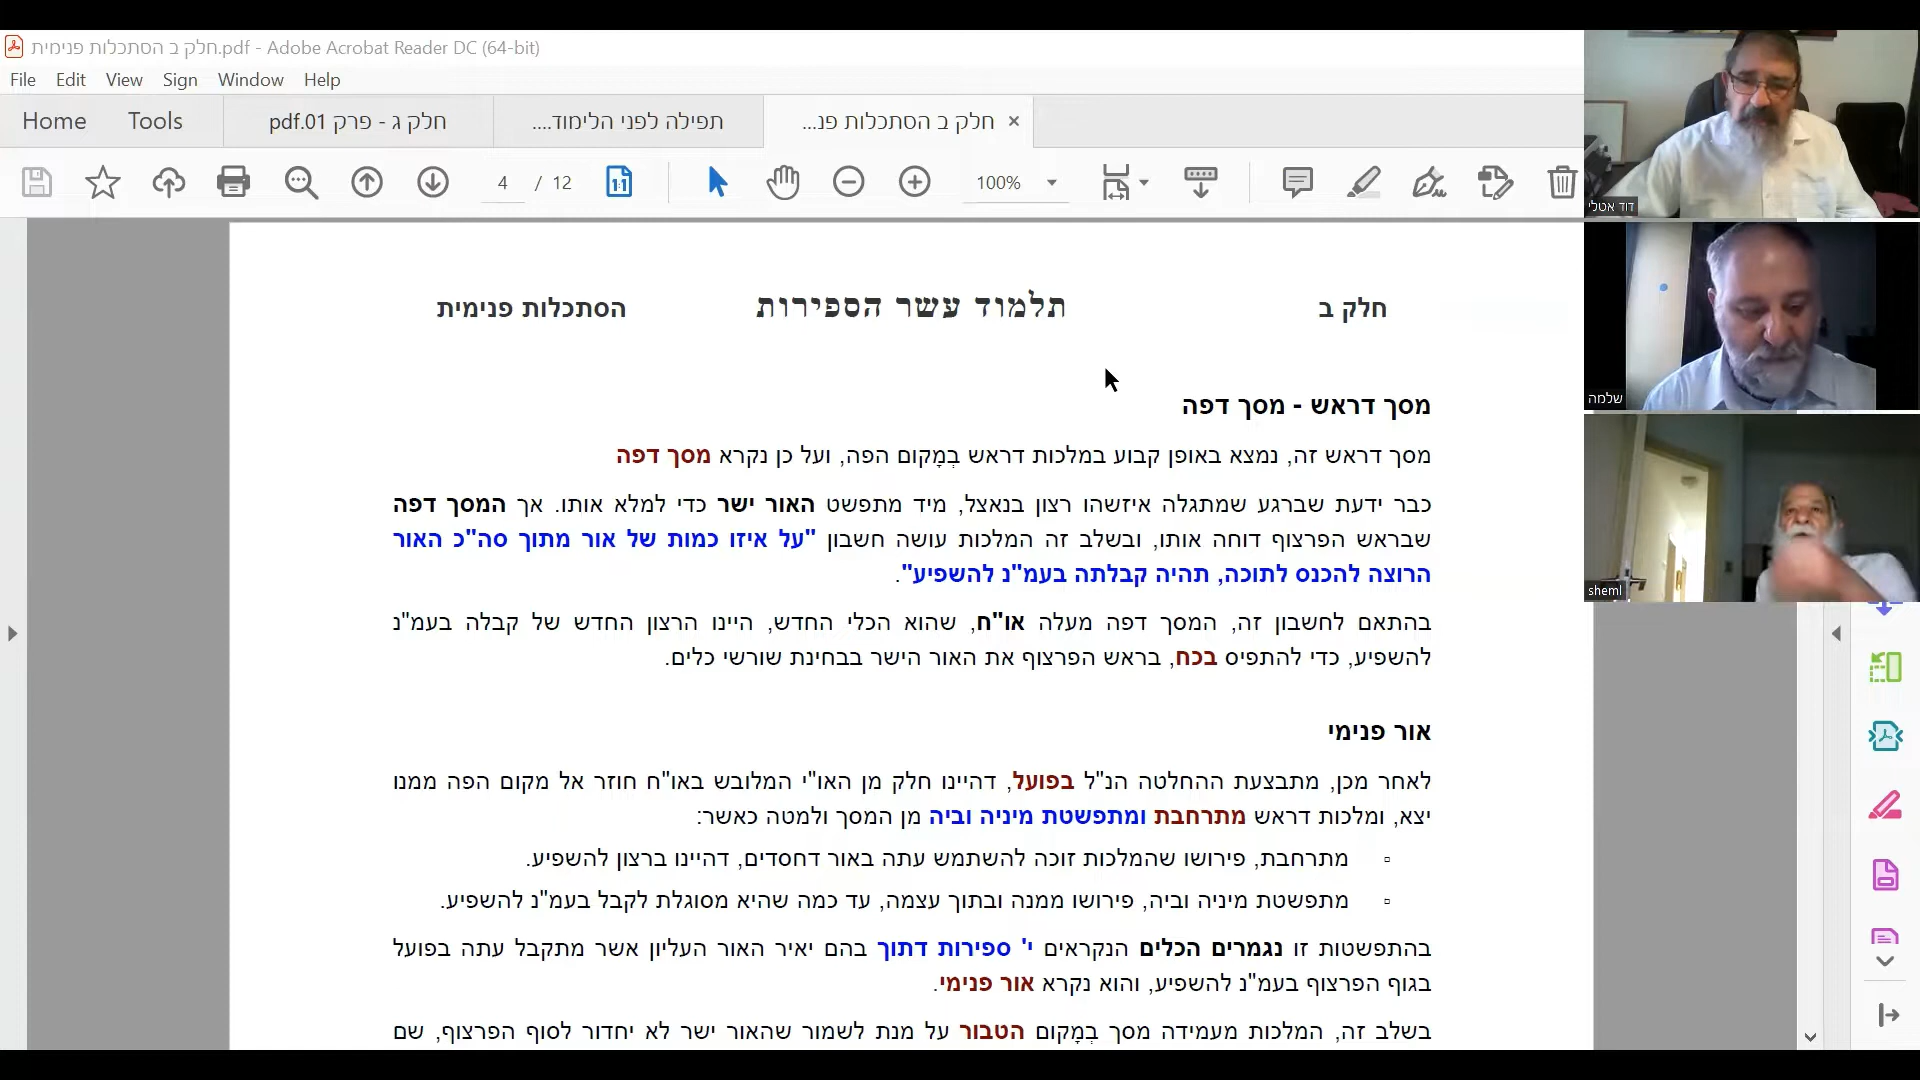 חלק ב הסתכלות פנימית.pdf - Adobe Acrobat Reader DC (64-bit)
File Edit View Sign Window Help
Home Tools חלק ג - פרק 01.pdf תפילה לפני הלימוד.... חלק ב הסתכלות פנ...
4 / 12 100%
דוד אטלי
שלמה
sheml
חלק ב תלמוד עשר הספירות הסתכלות פנימית
מסך דראש - מסך דפה
מסך דראש זה, נמצא באופן קבוע במלכות דראש בְמָקום הפה, ועל כן נקרא מסך דפה
כבר ידעת שברגע שמתגלה איזשהו רצון בנאצל, מיד מתפשט האור ישר כדי למלא אותו. אך המסך דפה
שבראש הפרצוף דוחה אותו, ובשלב זה המלכות עושה חשבון "על איזו כמות של אור מתוך סה"כ האור
הרוצה להכנס לתוכה, תהיה קבלתה בעמ"נ להשפיע".
בהתאם לחשבון זה, המסך דפה מעלה או"ח, שהוא הכלי החדש, היינו הרצון החדש של קבלה בעמ"נ
להשפיע, כדי להתפיס בכח, בראש הפרצוף את האור הישר בבחינת שורשי כלים.
אור פנימי
לאחר מכן, מתבצעת ההחלטה הנ"ל בפועל, דהיינו חלק מן האו"י המלובש באו"ח חוזר אל מקום הפה ממנו
יצא, ומלכות דראש מתרחבת ומתפשטת מיניה וביה מן המסך ולמטה כאשר:
▫ מתרחבת, פירושו שהמלכות זוכה להשתמש עתה באור דחסדים, דהיינו ברצון להשפיע.
▫ מתפשטת מיניה וביה, פירושו ממנה ובתוך עצמה, עד כמה שהיא מסוגלת לקבל בעמ"נ להשפיע.
בהתפשטות זו נגמרים הכלים הנקראים י' ספירות דתוך בהם יאיר האור העליון אשר מתקבל עתה בפועל
בגוף הפרצוף בעמ"נ להשפיע, והוא נקרא אור פנימי.
בשלב זה, המלכות מעמידה מסך בְמָקום הטבור על מנת לשמור שהאור ישר לא יחדור לסוף הפרצוף, שם